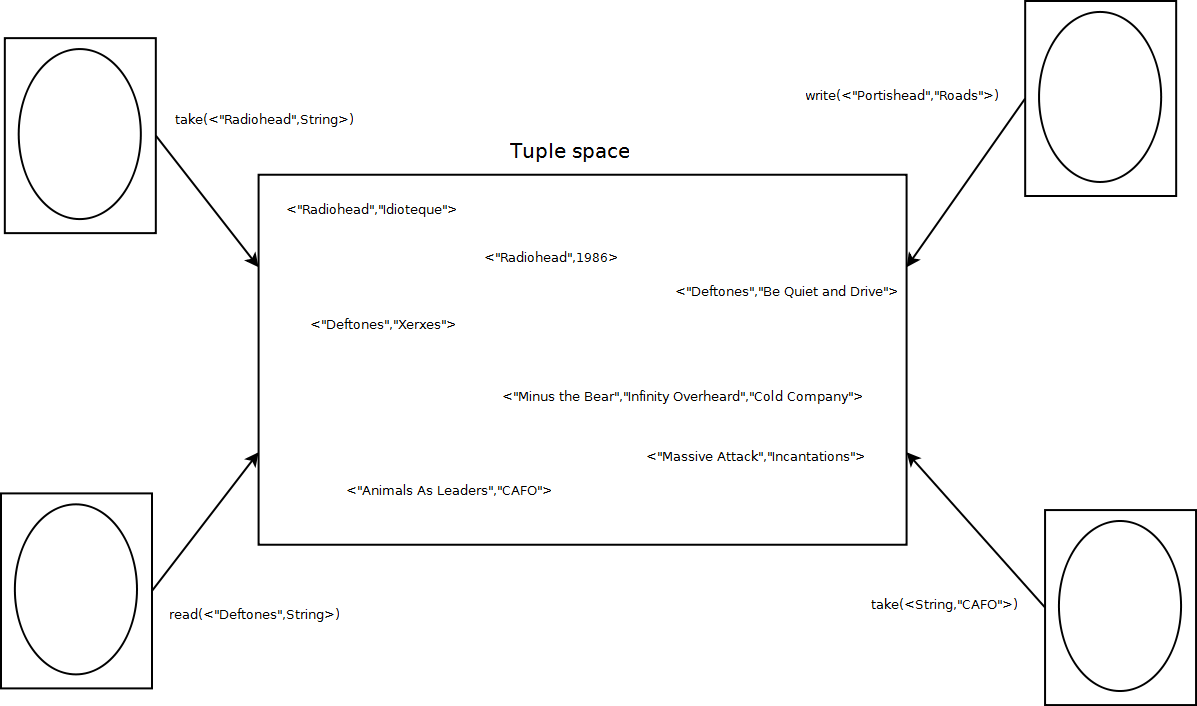 write(<"Portishead","Roads">)
take(<"Radiohead",String>)
Tuple space
<"Radiohead","Idioteque">
<"Radiohead",1986>
<"Deftones","Be Quiet and Drive">
<"Deftones","Xerxes">
<"Minus the Bear","Infinity Overheard","Cold Company">
<"Massive Attack","Incantations">
<"Animals As Leaders","CAFO">
take(<String,"CAFO">)
read(<"Deftones",String>)